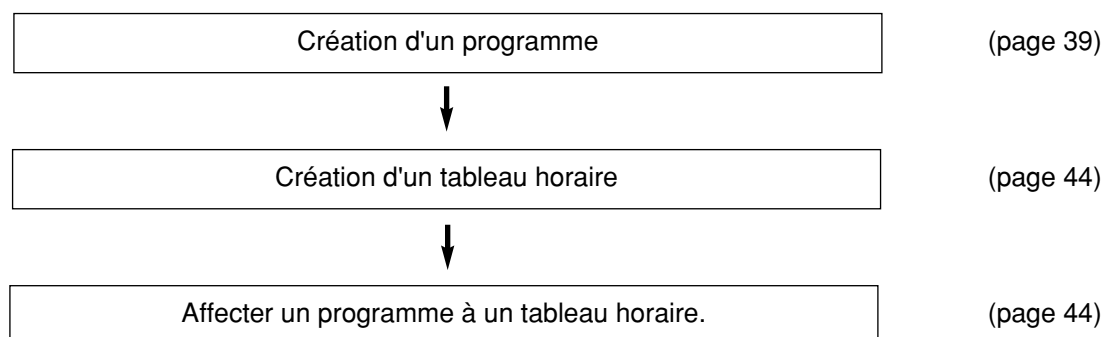 Création d'un programme (page 39)
Création d'un tableau horaire (page 44)
Affecter un programme à un tableau horaire. (page 44)